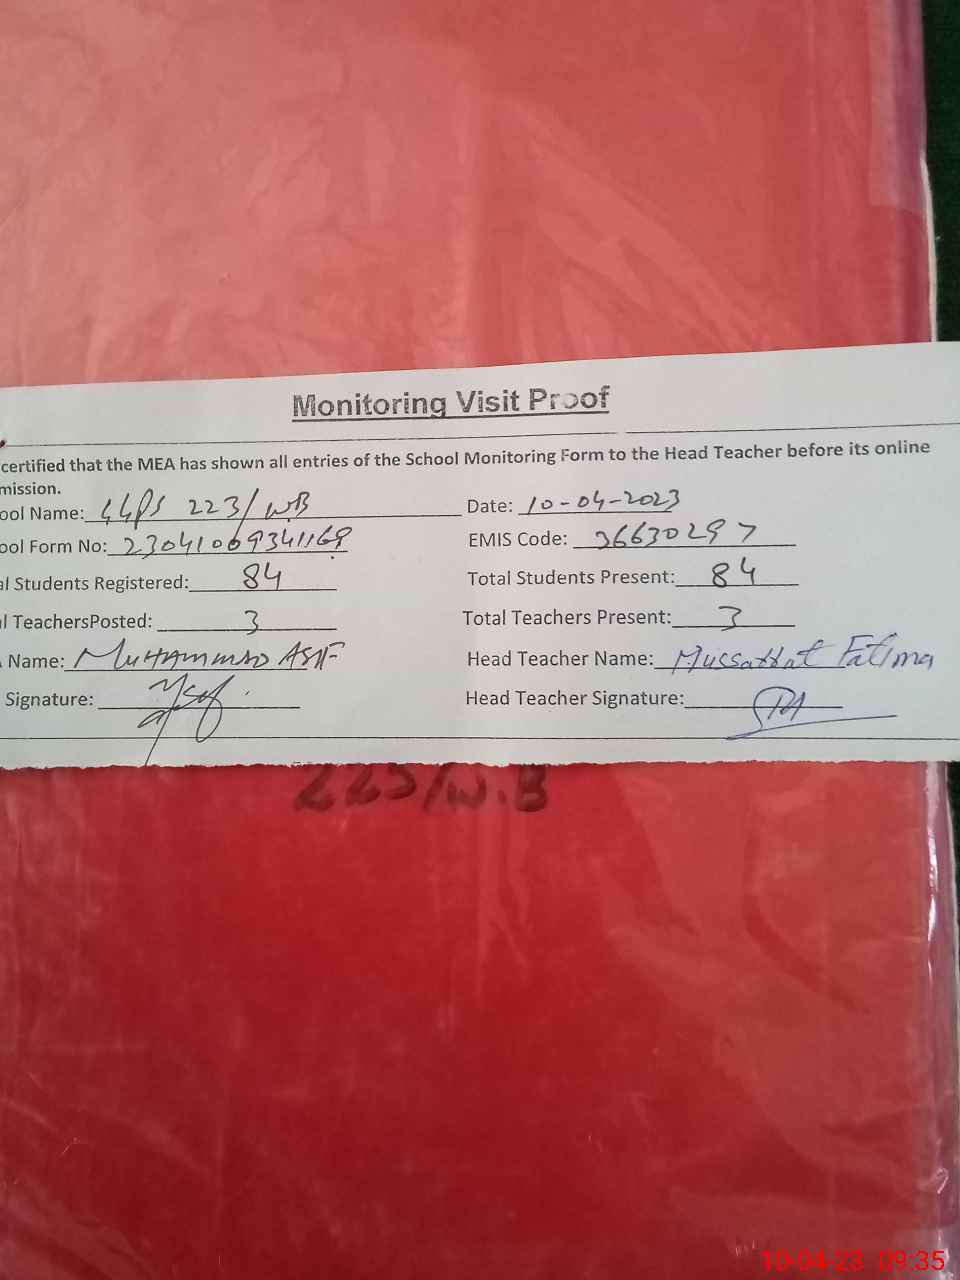 Monitoring Visit Proof
certified that the MEA has shown all entries of the School Monitoring Form to the Head Teacher before its online
mission.
ool Name: GGPS 223/WB Date: 10-04-2023
ool Form No: 23041009341169 EMIS Code: 36630297
al Students Registered: 84 Total Students Present: 84
l TeachersPosted: 3 Total Teachers Present: 3
Name: MUHAMMAD ASIF Head Teacher Name: Mussarrat Fatima
Signature: Head Teacher Signature:
223/W.B
10-04-23 09:35